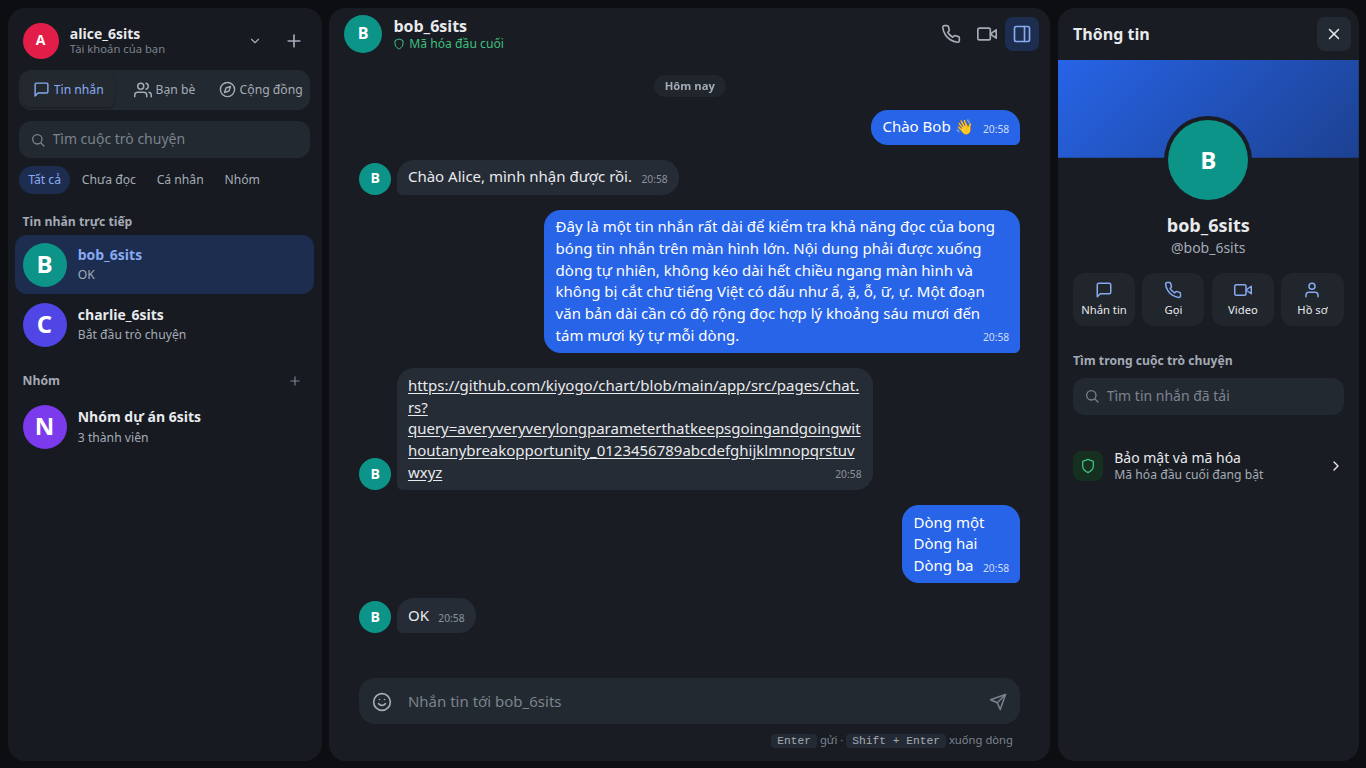 A
alice_6sits
Tài khoản của bạn
Tin nhắn
Bạn bè
Cộng đồng
Tìm cuộc trò chuyện
Tất cả
Chưa đọc
Cá nhân
Nhóm
Tin nhắn trực tiếp
B
bob_6sits
OK
C
charlie_6sits
Bắt đầu trò chuyện
Nhóm
N
Nhóm dự án 6sits
3 thành viên
B
bob_6sits
Mã hóa đầu cuối
Hôm nay
Chào Bob 👋 20:58
B
Chào Alice, mình nhận được rồi. 20:58
Đây là một tin nhắn rất dài để kiểm tra khả năng đọc của bong
bóng tin nhắn trên màn hình lớn. Nội dung phải được xuống
dòng tự nhiên, không kéo dài hết chiều ngang màn hình và
không bị cắt chữ tiếng Việt có dấu như ẩ, ặ, ỗ, ữ, ự. Một đoạn
văn bản dài cần có độ rộng đọc hợp lý khoảng sáu mươi đến
tám mươi ký tự mỗi dòng. 20:58
https://github.com/kiyogo/chart/blob/main/app/src/pages/chat.
rs?
query=averyveryverylongparameterthatkeepsgoingandgoingwit
houtanybreakopportunity_0123456789abcdefghijklmnopqrstuv
wxyz 20:58
B
Dòng một
Dòng hai
Dòng ba 20:58
B
OK 20:58
Nhắn tin tới bob_6sits
Enter gửi · Shift + Enter xuống dòng
Thông tin
B
bob_6sits
@bob_6sits
Nhắn tin
Gọi
Video
Hồ sơ
Tìm trong cuộc trò chuyện
Tìm tin nhắn đã tải
Bảo mật và mã hóa
Mã hóa đầu cuối đang bật